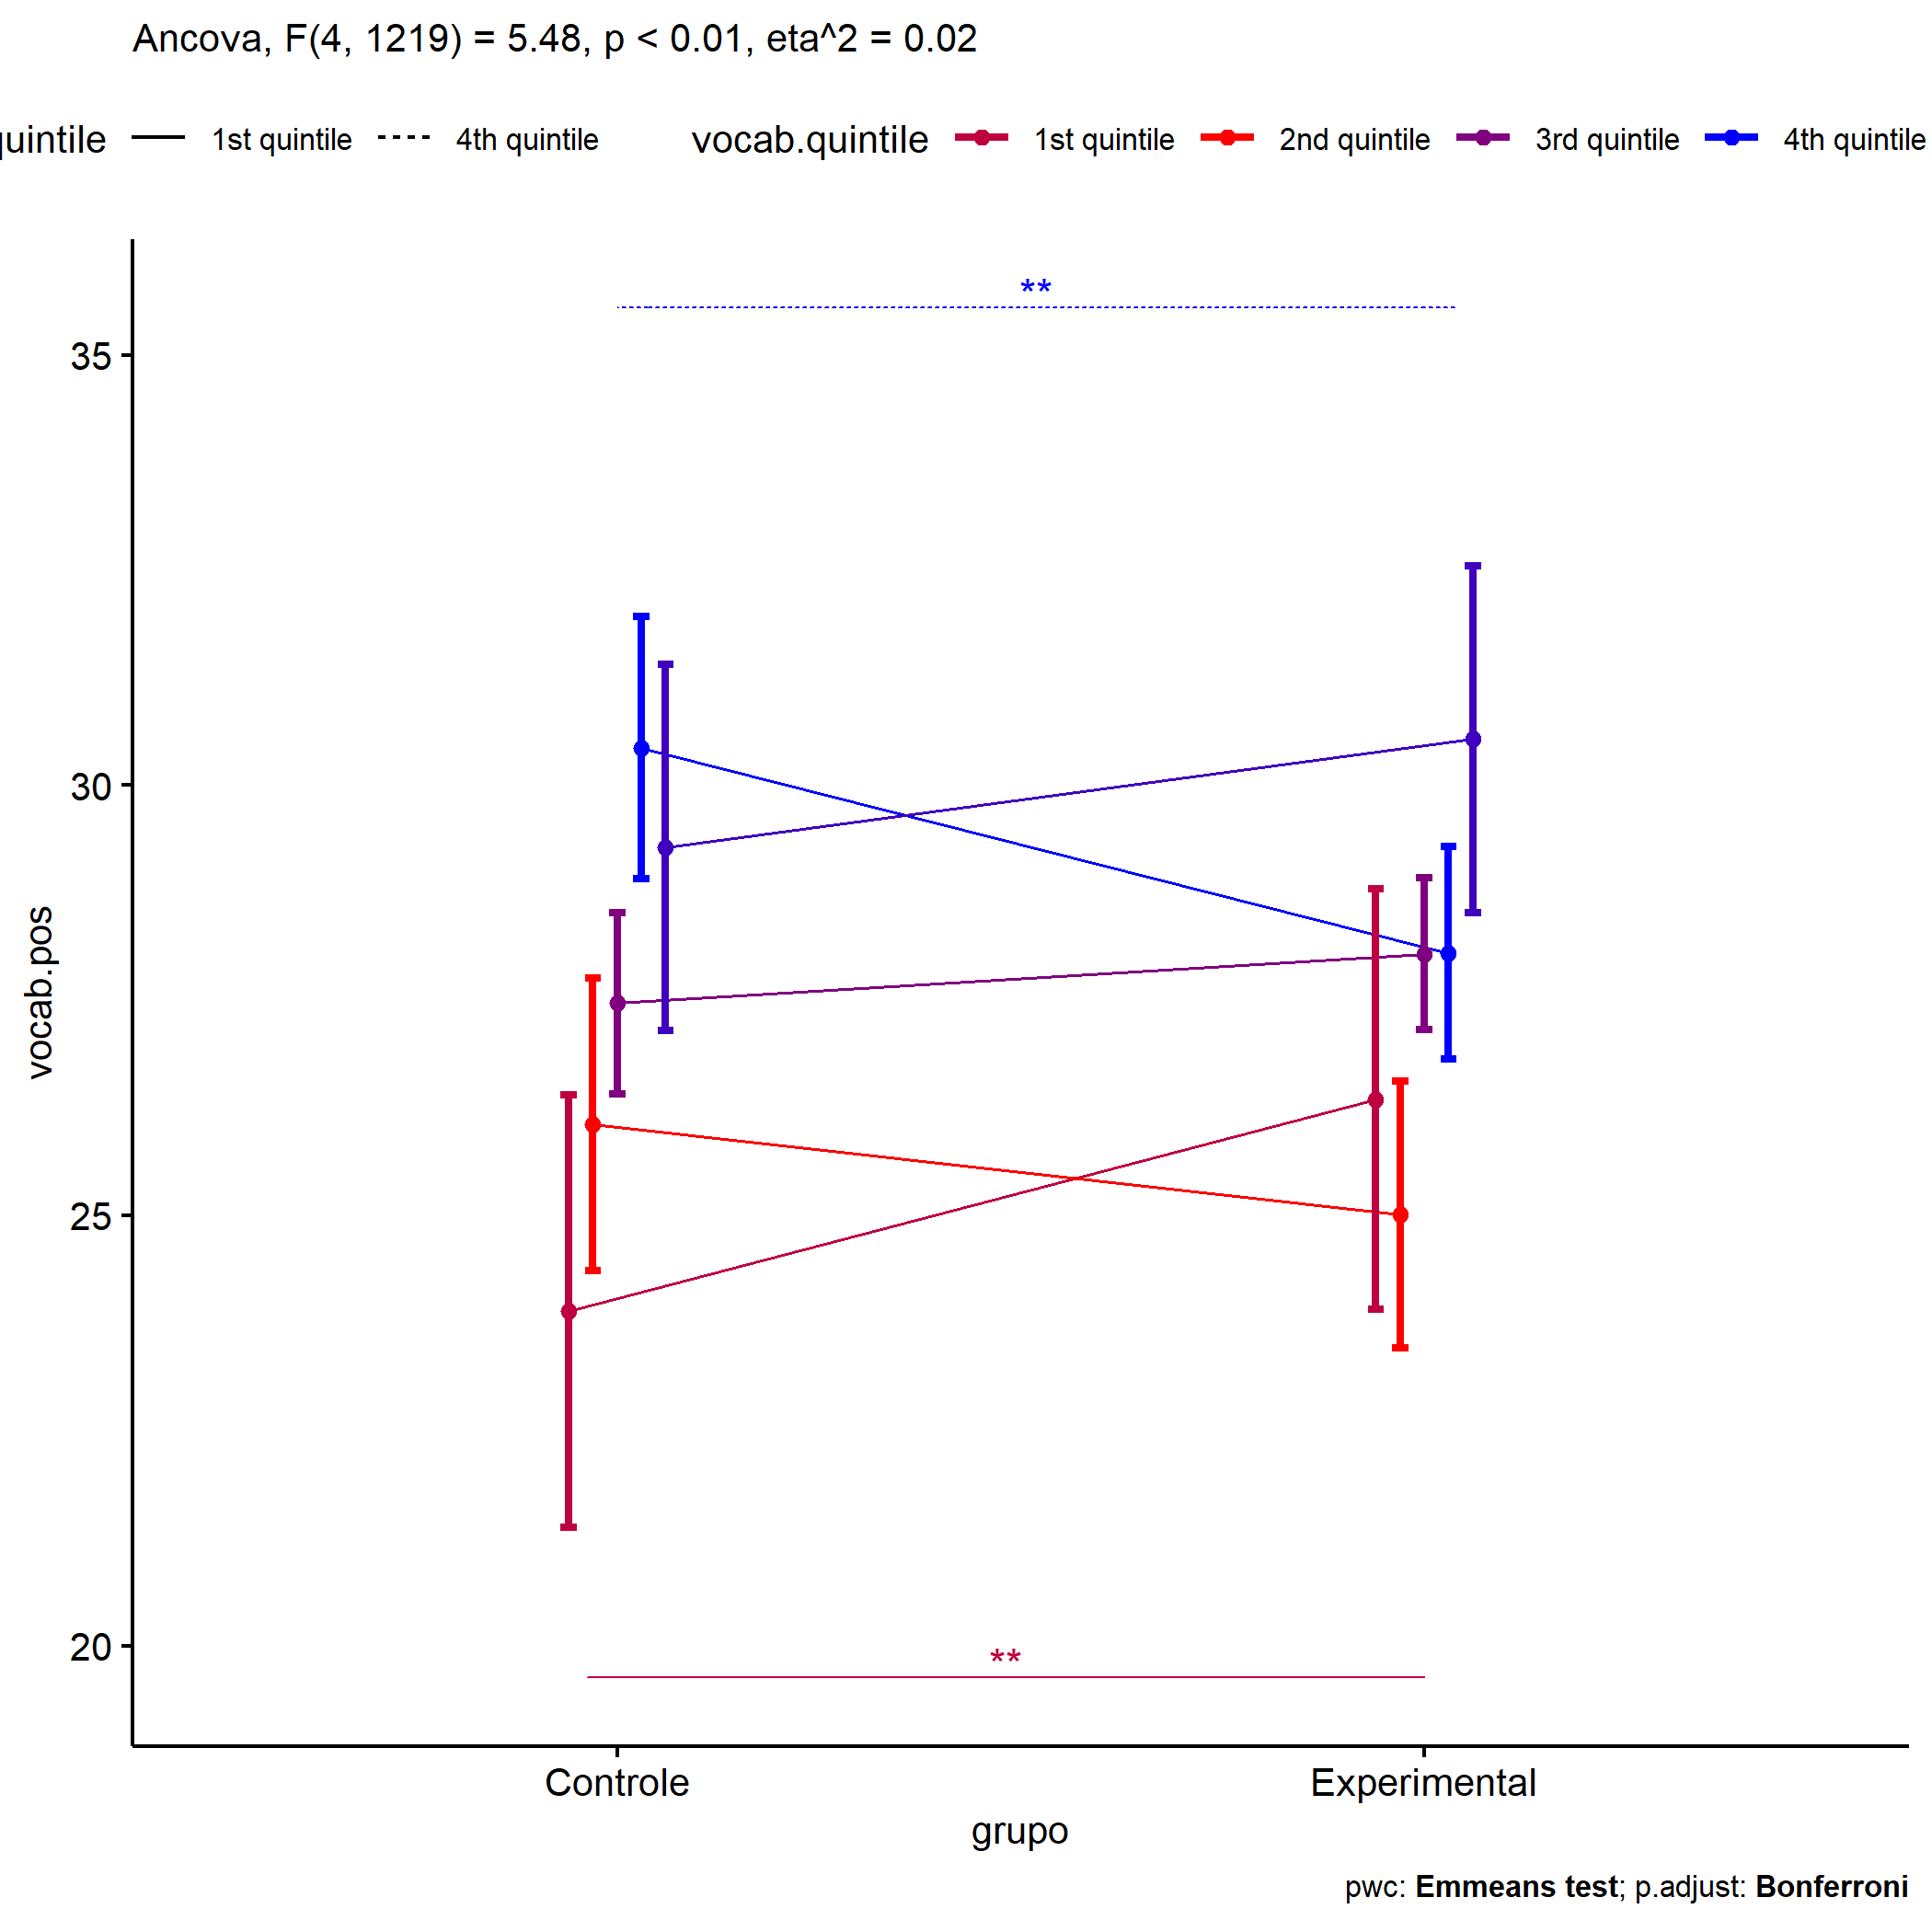 Ancova, F(4, 1219) = 5.48, p < 0.01, eta^2 = 0.02
quintile 1st quintile 4th quintile vocab.quintile 1st quintile 2nd quintile 3rd quintile 4th quintile
**
35
30
25
20
vocab.pos
**
Controle Experimental
grupo
pwc: Emmeans test; p.adjust: Bonferroni